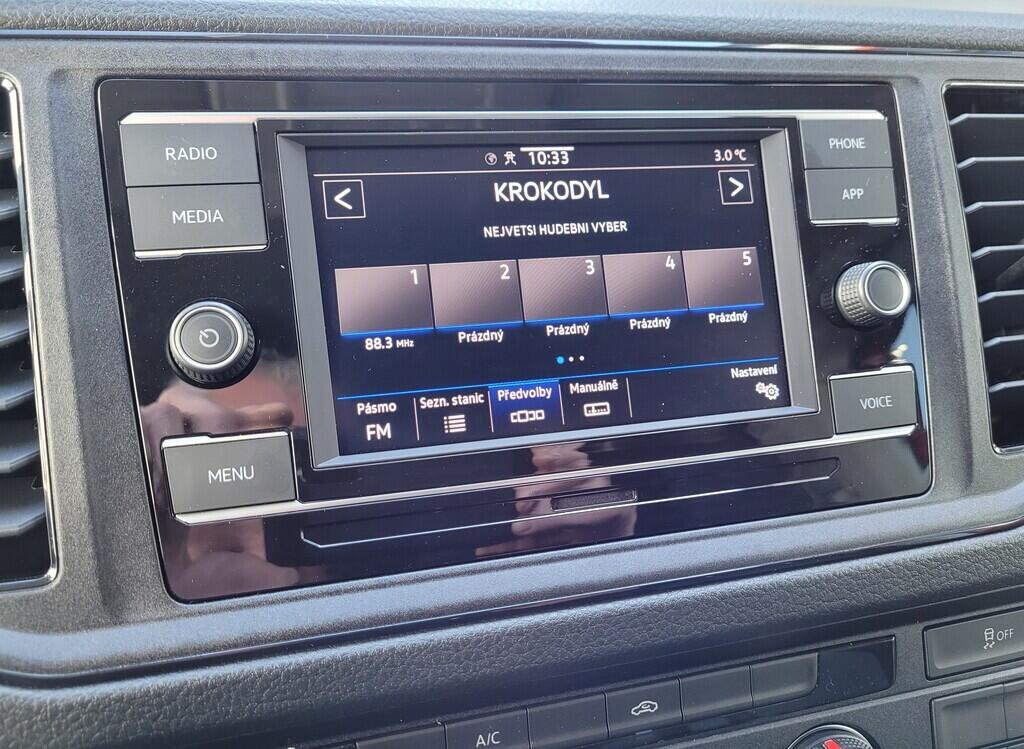 RADIO
MEDIA
MENU
10:33
3.0 °C
<
KROKODYL
>
NEJVETSI HUDEBNI VYBER
1 2 3 4 5
88.3 MHz Prázdný Prázdný Prázdný Prázdný
Pásmo Sezn. stanic Předvolby Manuálně Nastavení
FM
PHONE
APP
VOICE
OFF
A/C